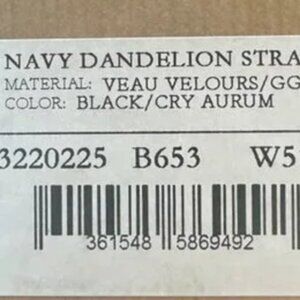 NAVY DANDELION STRA
MATERIAL: VEAU VELOURS/GG
COLOR: BLACK/CRY AURUM
3220225 B653 W5
361548 5869492